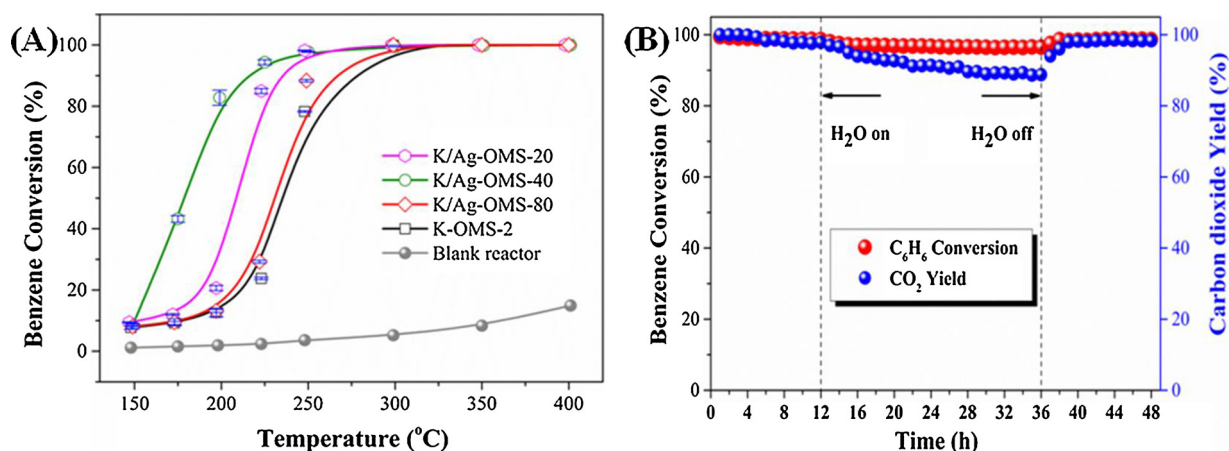 (A)
100
80
60
40
20
0
Benzene Conversion (%)
K/Ag-OMS-20
K/Ag-OMS-40
K/Ag-OMS-80
K-OMS-2
Blank reactor
150 200 250 300 350 400
Temperature (°C)
(B)
100
80
60
40
20
0
Benzene Conversion (%)
H₂O on
H₂O off
C₆H₆ Conversion
CO₂ Yield
0 4 8 12 16 20 24 28 32 36 40 44 48
Time (h)
100
80
60
40
20
0
Carbon dioxide Yield (%)